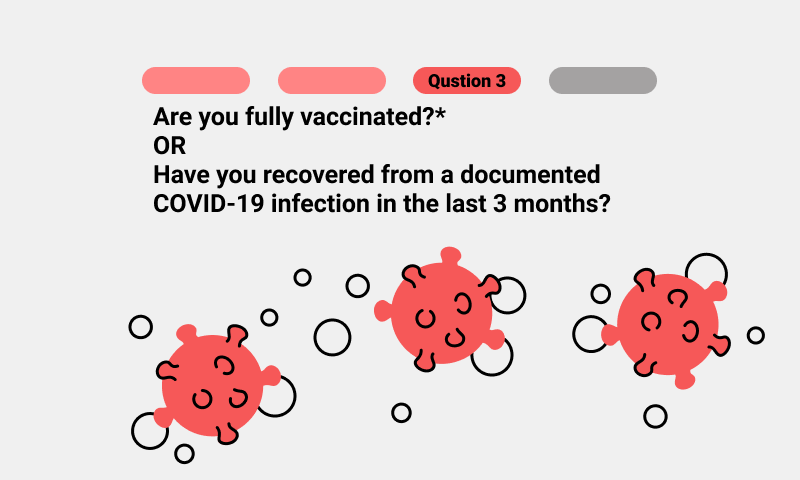 Qustion 3
Are you fully vaccinated?*
OR
Have you recovered from a documented
COVID-19 infection in the last 3 months?